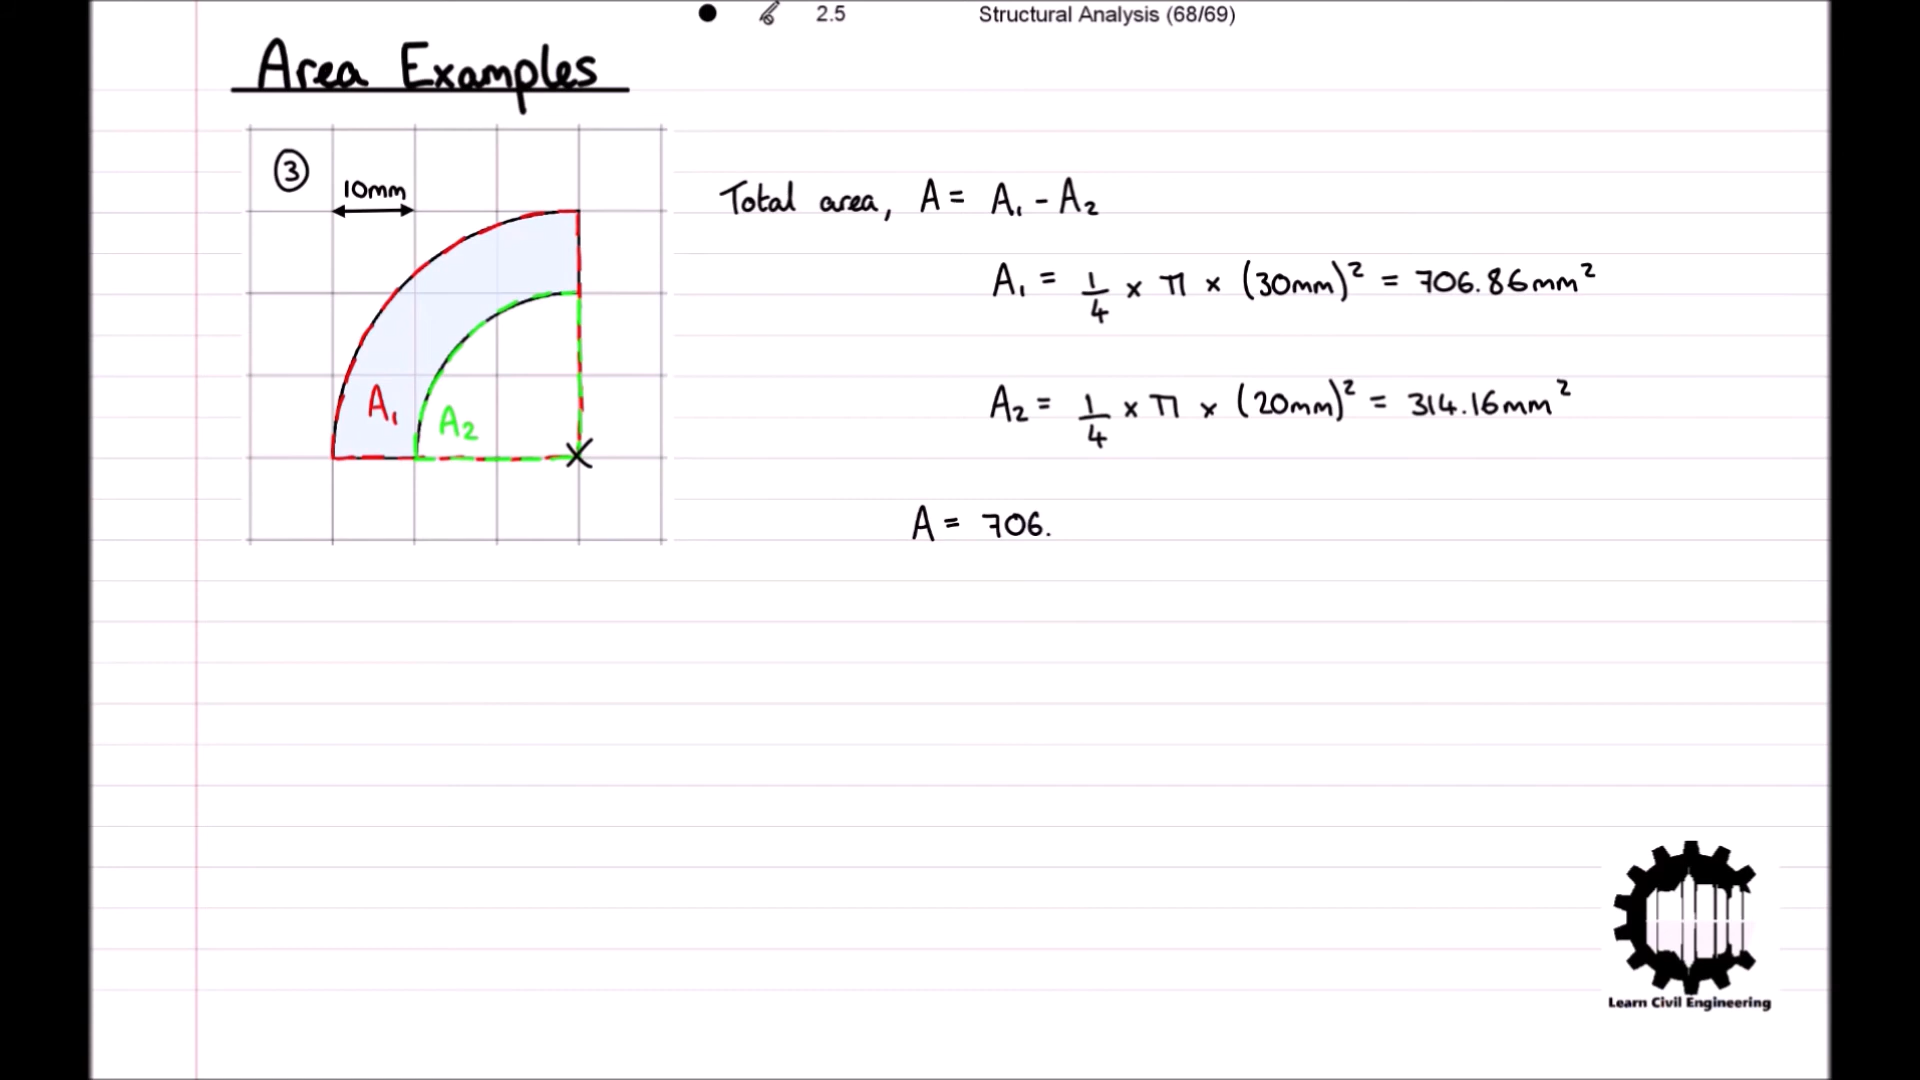 2.5 Structural Analysis (68/69)
Area Examples
③
10mm
A₁
A₂
Total area, A = A₁ - A₂
A₁ = 1/4 × π × (30mm)² = 706.86mm²
A₂ = 1/4 × π × (20mm)² = 314.16mm²
A = 706.
Learn Civil Engineering